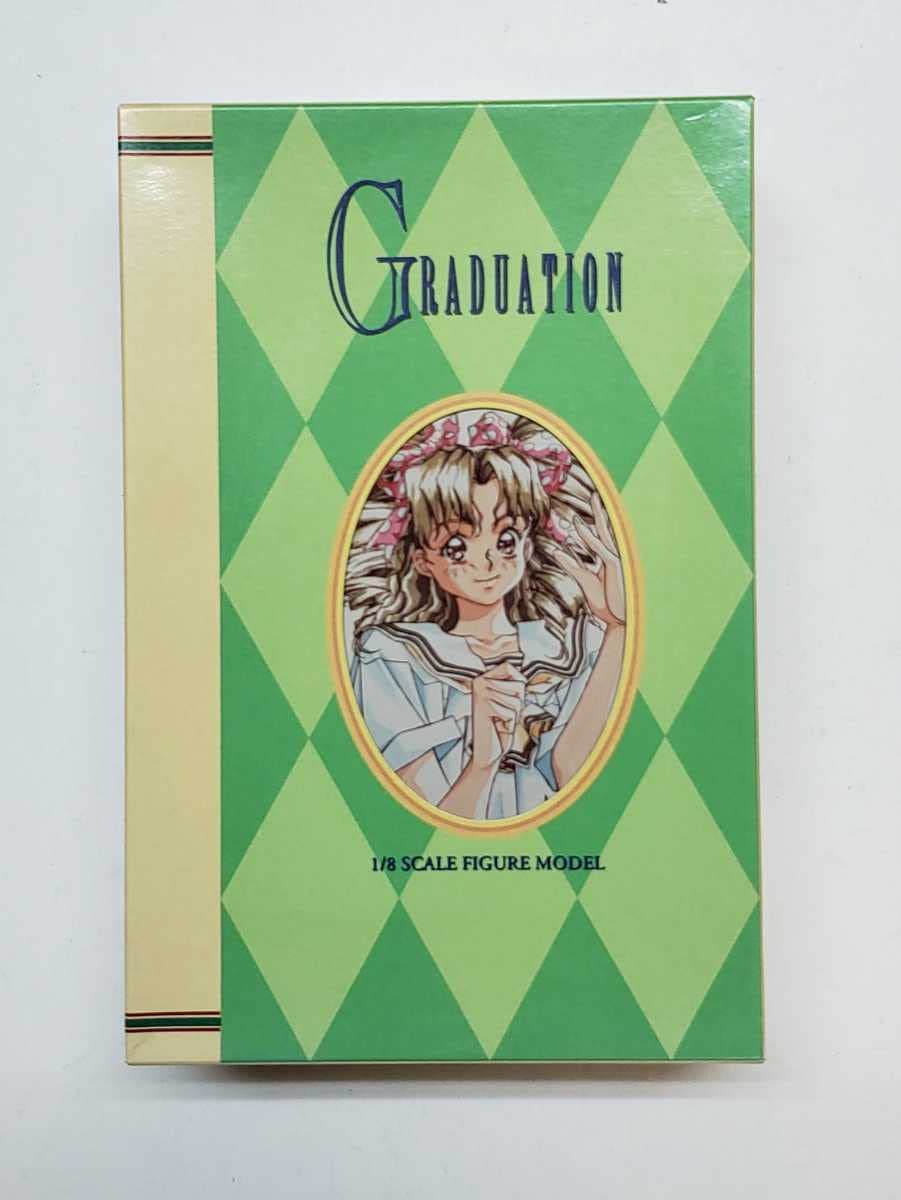 GRADUATION
1/8 SCALE FIGURE MODEL